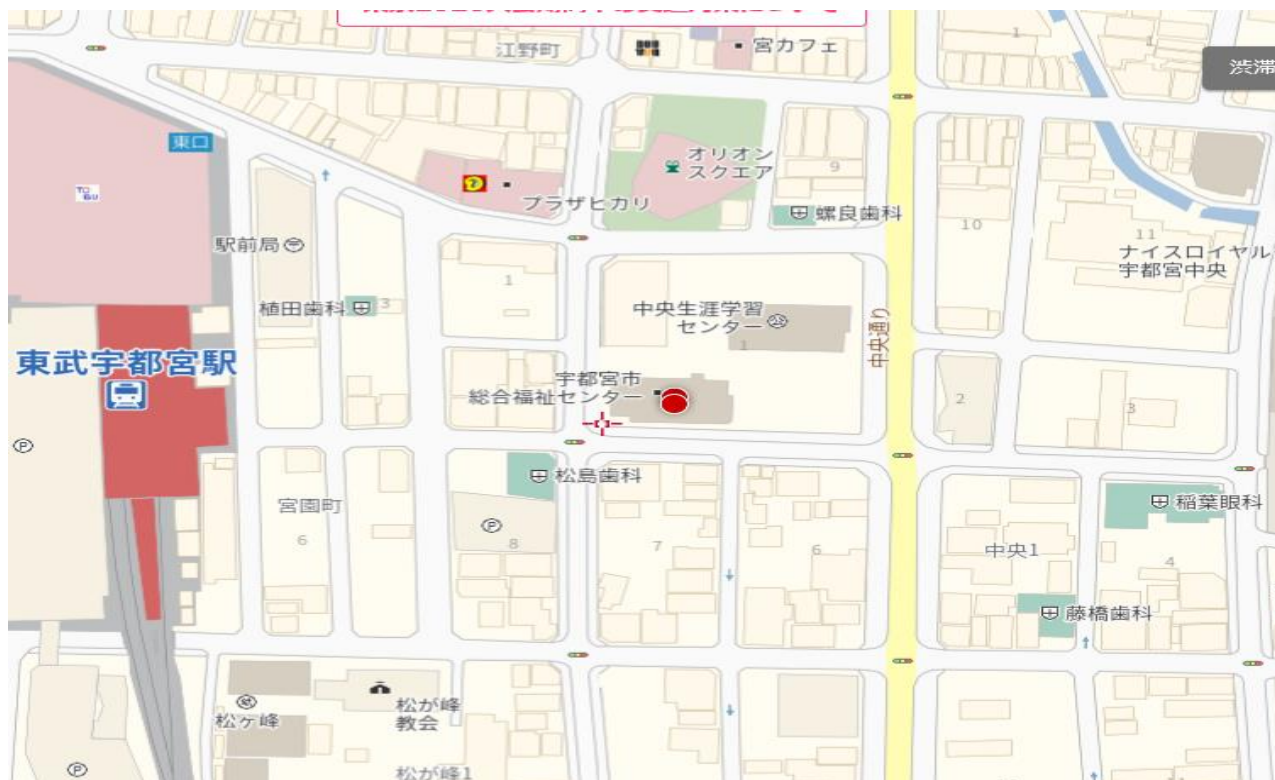 江野町
宮カフェ
渋滞
東口
TOBU
オリオン
スクエア
9
プラザヒカリ
螺良歯科
10
11
駅前局
ナイスロイヤル
宇都宮中央
1
植田歯科
3
中央生涯学習
センター
1
中央通り
東武宇都宮駅
宇都宮市
総合福祉センター
2
3
P
松島歯科
宮園町
P
稲葉眼科
6
8
7
6
中央1
4
藤橋歯科
松ヶ峰
松が峰
教会
P
松が峰1